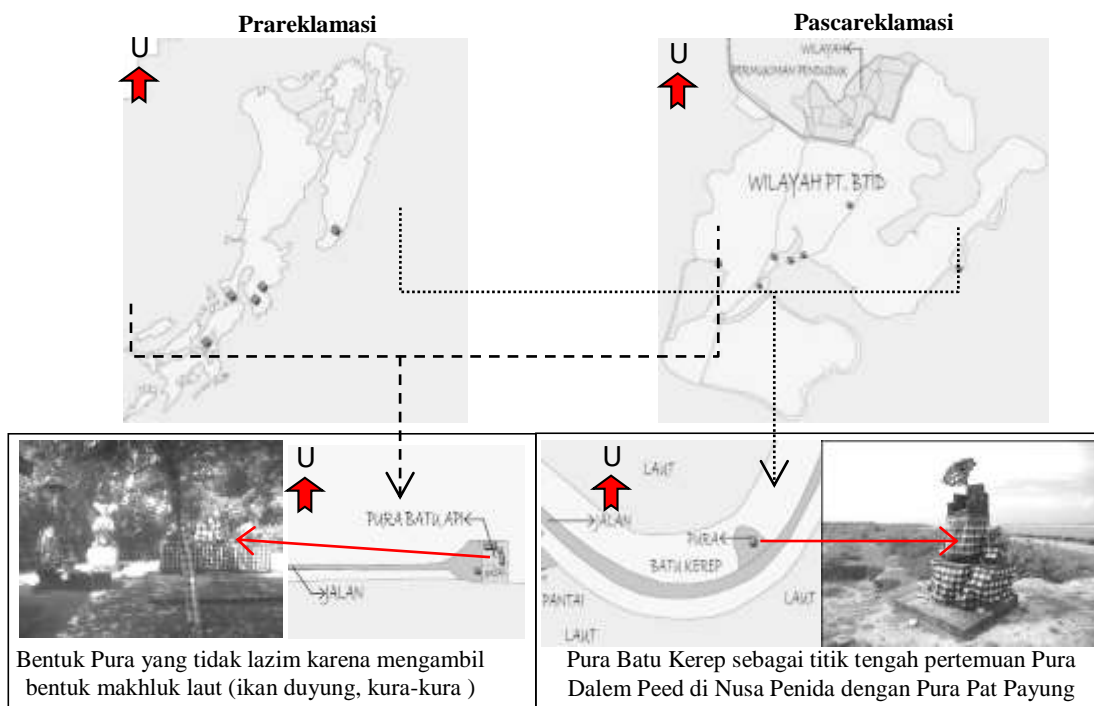 Prareklamasi
Pascareklamasi
U
U
WILAYAH
PERMUKIMAN PENDUDUK
WILAYAH PT. BTID
U
PURA BATU API
JALAN
U
LAUT
JALAN
PURA
BATU KEREP
PANTAI
LAUT
LAUT
Bentuk Pura yang tidak lazim karena mengambil
bentuk makhluk laut (ikan duyung, kura-kura )
Pura Batu Kerep sebagai titik tengah pertemuan Pura
Dalem Peed di Nusa Penida dengan Pura Pat Payung